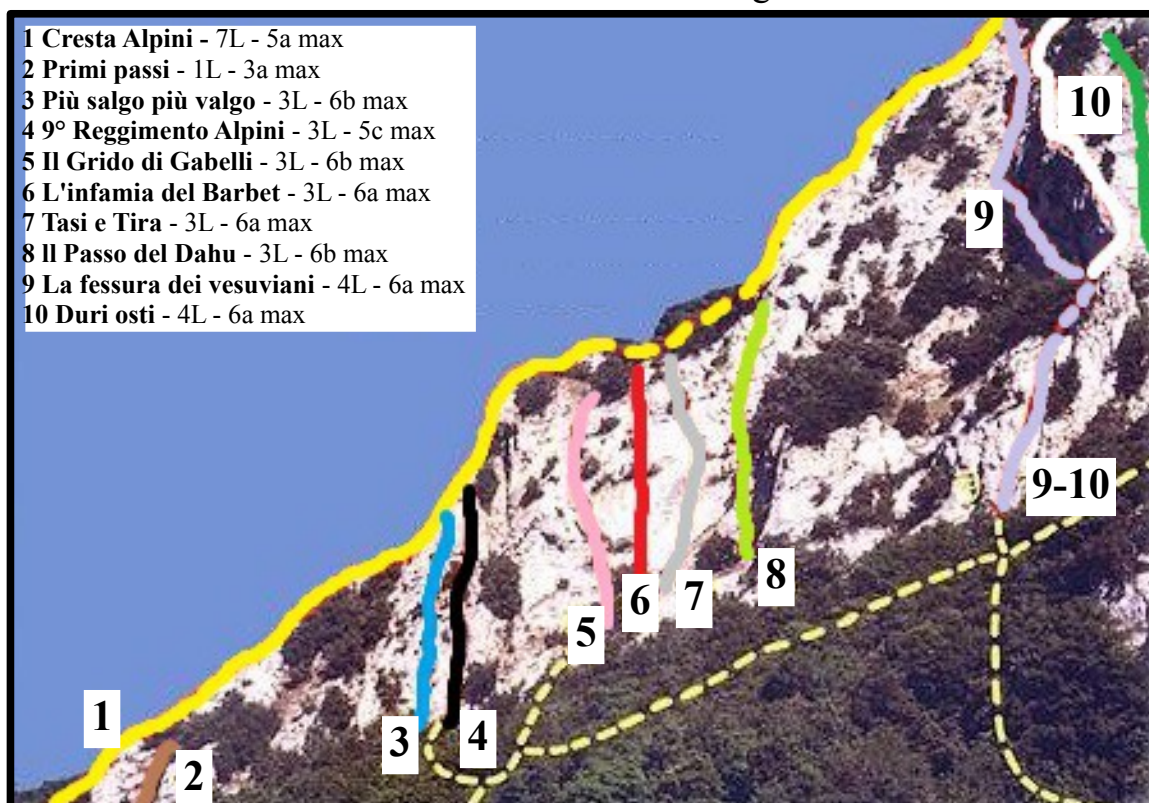 1 Cresta Alpini - 7L - 5a max
2 Primi passi - 1L - 3a max
3 Più salgo più valgo - 3L - 6b max
4 9° Reggimento Alpini - 3L - 5c max
5 Il Grido di Gabelli - 3L - 6b max
6 L'infamia del Barbet - 3L - 6a max
7 Tasi e Tira - 3L - 6a max
8 ll Passo del Dahu - 3L - 6b max
9 La fessura dei vesuviani - 4L - 6a max
10 Duri osti - 4L - 6a max
10
9
9-10
8
7
6
5
4
3
1
2